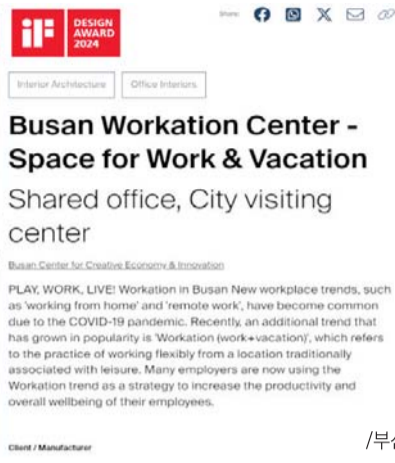 iF
DESIGN
AWARD
2024
Share:
Interior Architecture
Office Interiors
Busan Workation Center -
Space for Work & Vacation
Shared office, City visiting
center
Busan Center for Creative Economy & Innovation
PLAY, WORK, LIVE! Workation in Busan New workplace trends, such
as 'working from home' and 'remote work', have become common
due to the COVID-19 pandemic. Recently, an additional trend that
has grown in popularity is 'Workation (work+vacation)', which refers
to the practice of working flexibly from a location traditionally
associated with leisure. Many employers are now using the
Workation trend as a strategy to increase the productivity and
overall wellbeing of their employees.
Client / Manufacturer